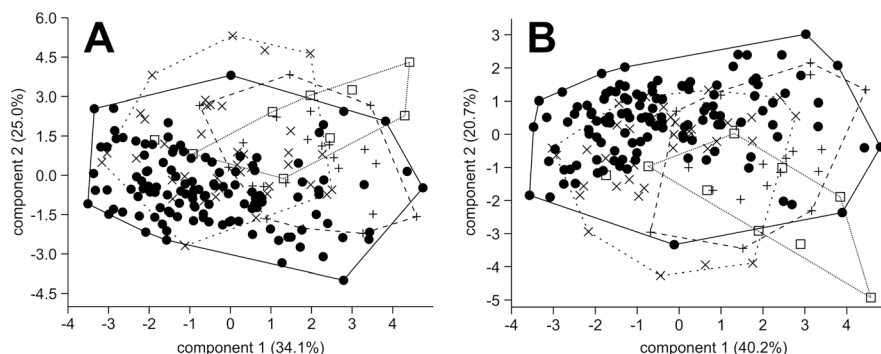 A
component 2 (25.0%)
6.0
4.5
3.0
1.5
0.0
-1.5
-3.0
-4.5
-4 -3 -2 -1 0 1 2 3 4
component 1 (34.1%)
B
component 2 (20.7%)
3
2
1
0
-1
-2
-3
-4
-5
-4 -3 -2 -1 0 1 2 3 4
component 1 (40.2%)